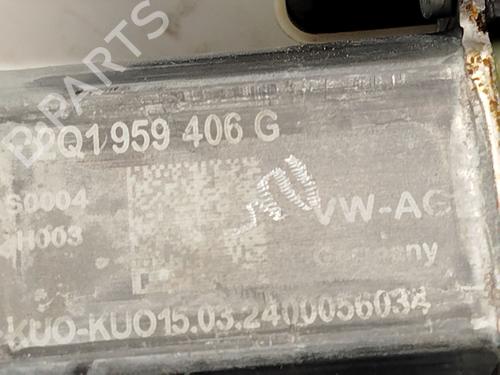 B-PARTS
2Q1 959 406 G
S0004
H003
VW-AG
Germany
KUO-KUO15.03.2400056034